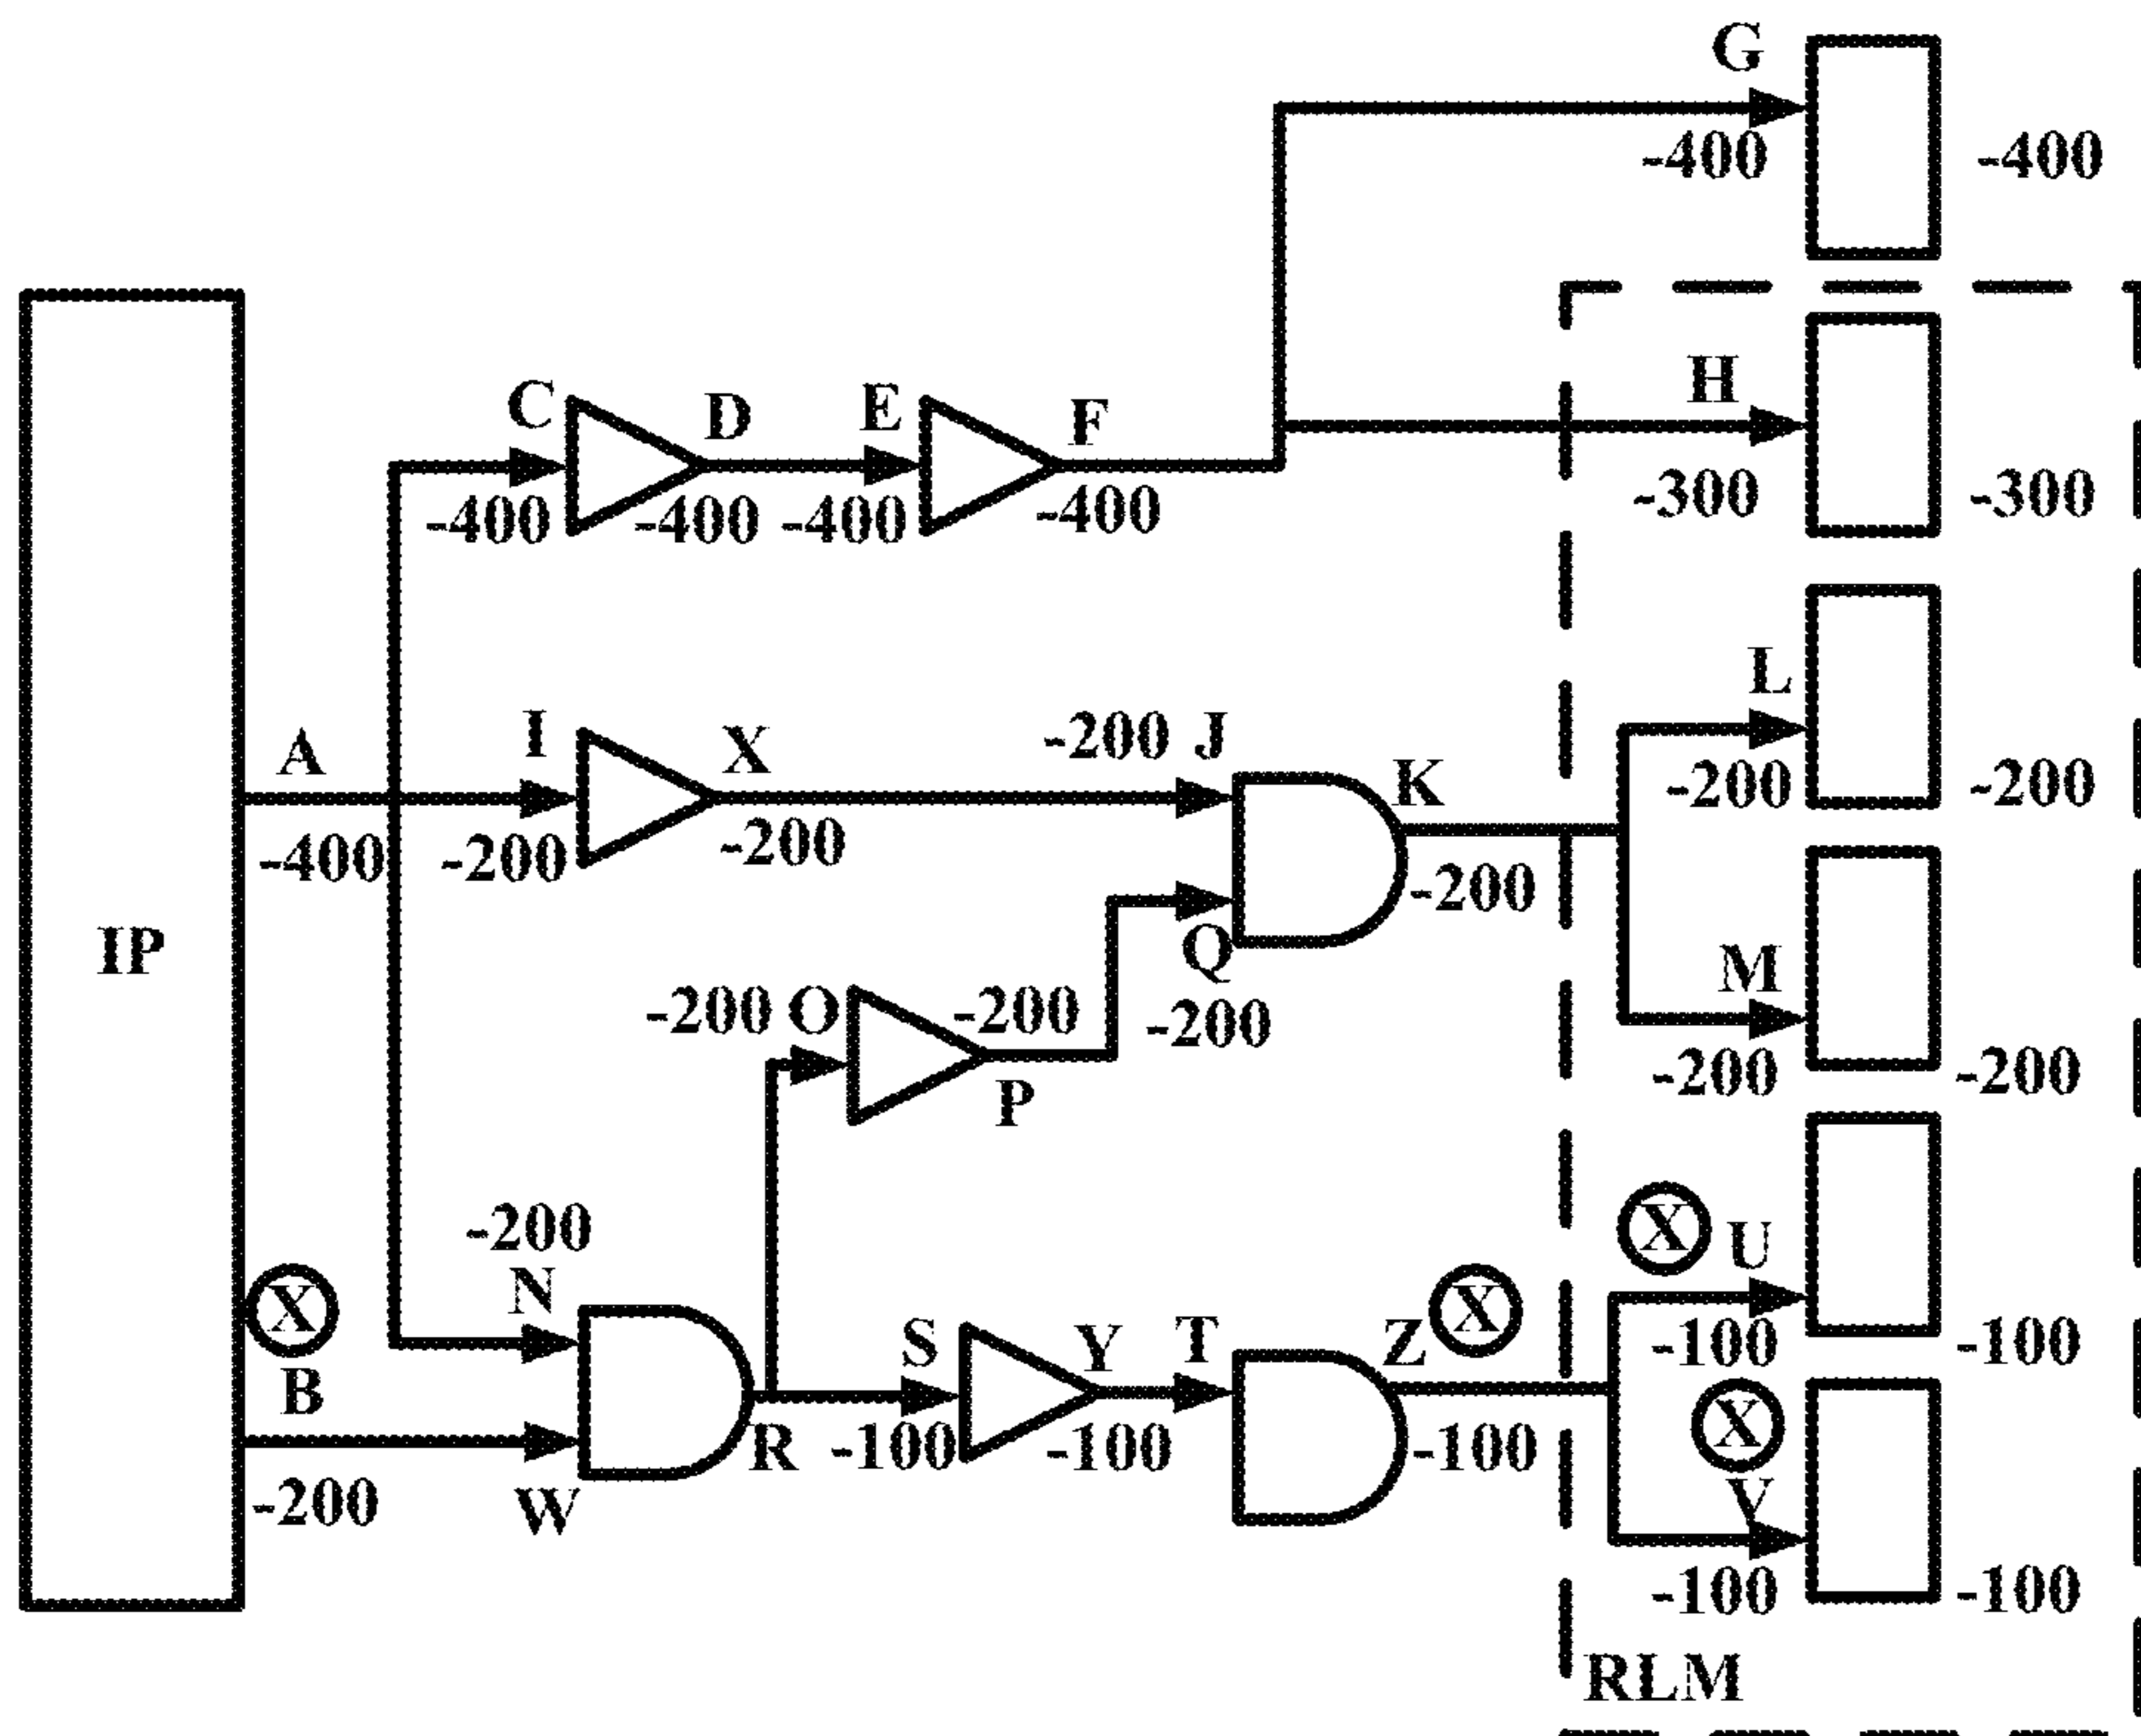 G
-400 -400
H
-300 -300
C D E F
-400 -400 -400 -400
L
-200 -200
A I X -200 J K
-400 -200 -200 -200
IP
M
-200 -200
Q
-200
-200 O -200
P
-200
N
X
B
-200
W
R
S Y T Z X
-100 -100 -100
X U
-100 -100
X
V
-100 -100
RLM